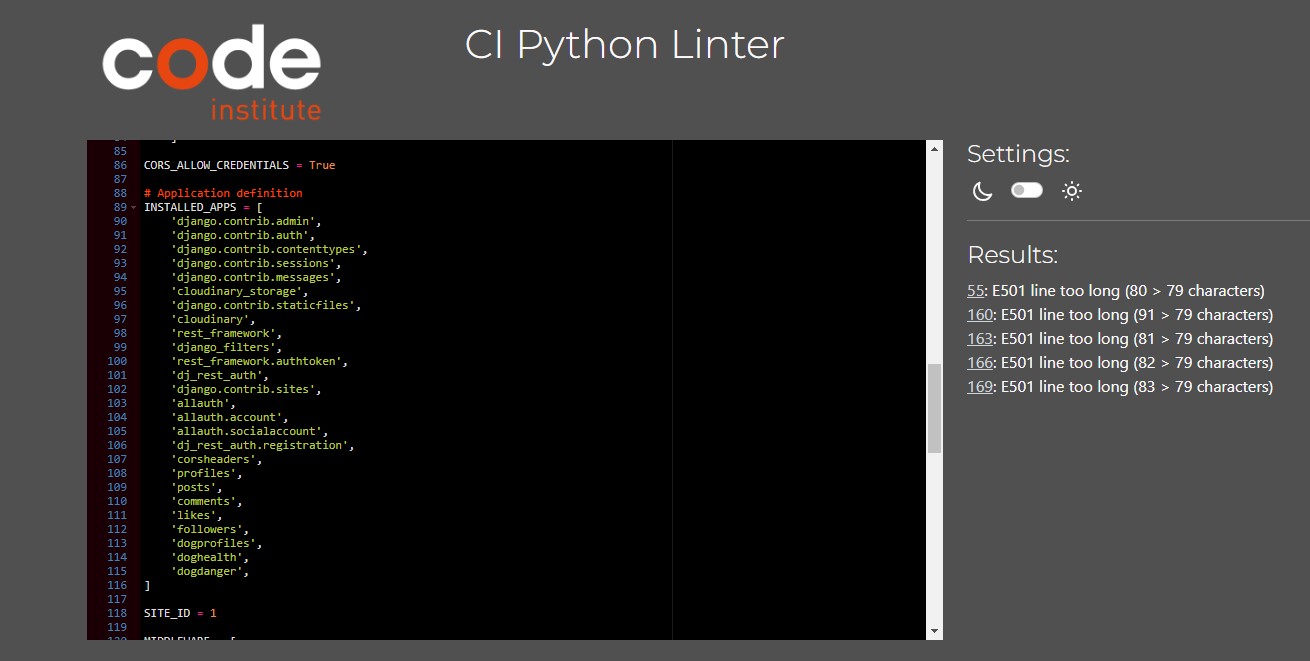 code
institute
CI Python Linter
85
86 CORS_ALLOW_CREDENTIALS = True
87
88 # Application definition
89 INSTALLED_APPS = [
90 'django.contrib.admin',
91 'django.contrib.auth',
92 'django.contrib.contenttypes',
93 'django.contrib.sessions',
94 'django.contrib.messages',
95 'cloudinary_storage',
96 'django.contrib.staticfiles',
97 'cloudinary',
98 'rest_framework',
99 'django_filters',
100 'rest_framework.authtoken',
101 'dj_rest_auth',
102 'django.contrib.sites',
103 'allauth',
104 'allauth.account',
105 'allauth.socialaccount',
106 'dj_rest_auth.registration',
107 'corsheaders',
108 'profiles',
109 'posts',
110 'comments',
111 'likes',
112 'followers',
113 'dogprofiles',
114 'doghealth',
115 'dogdanger',
116 ]
117
118 SITE_ID = 1
119
Settings:
Results:
55: E501 line too long (80 > 79 characters)
160: E501 line too long (91 > 79 characters)
163: E501 line too long (81 > 79 characters)
166: E501 line too long (82 > 79 characters)
169: E501 line too long (83 > 79 characters)